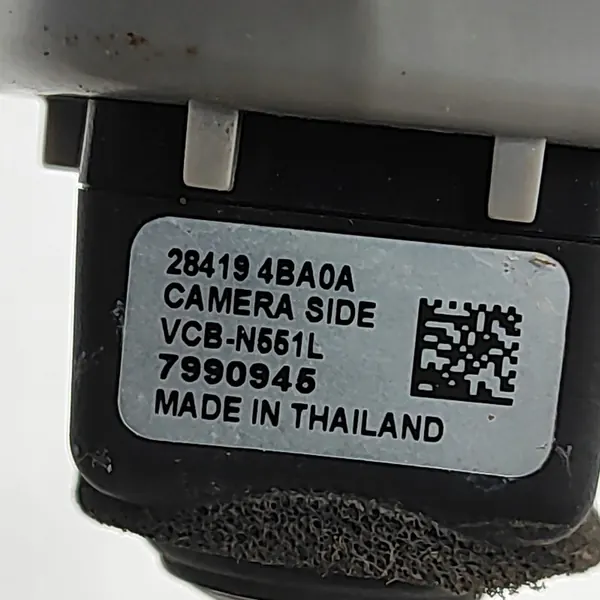 28419 4BA0A
CAMERA SIDE
VCB-N551L
7990945
MADE IN THAILAND